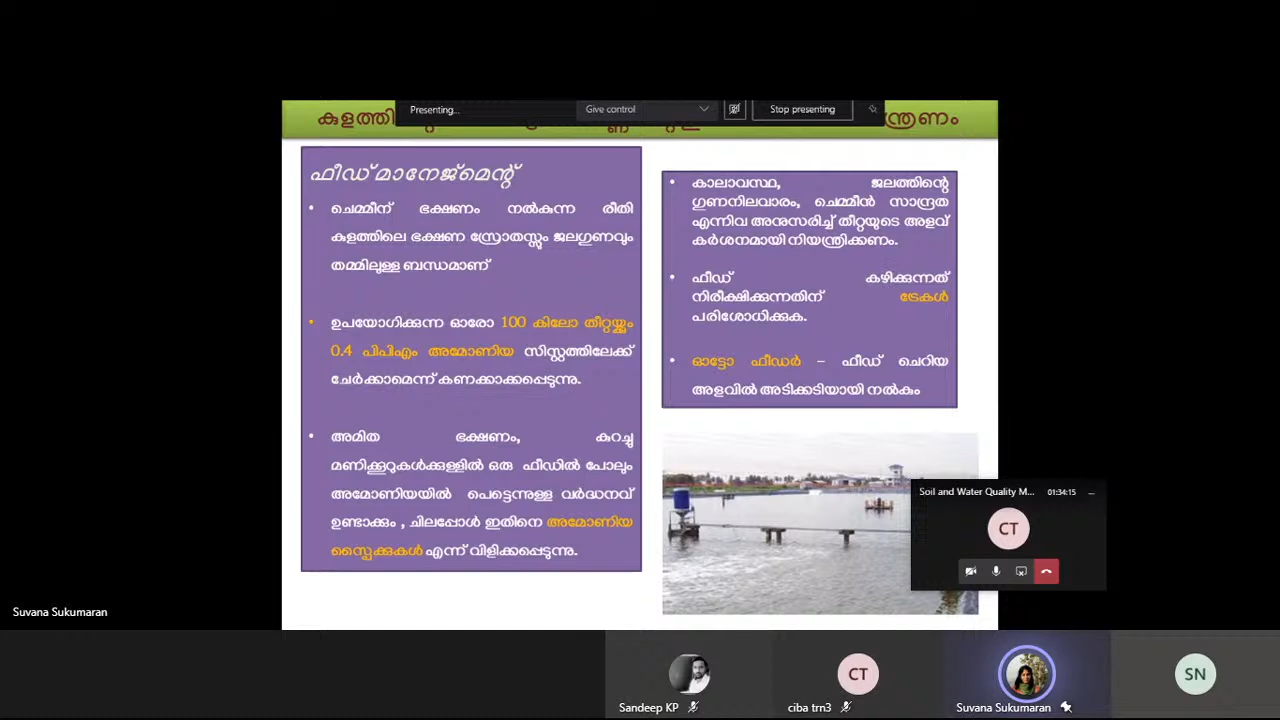 Presenting...
Give control
Stop presenting
കുളത്തി
ന്ത്രണം
ഫീഡ് മാനേജ്മെന്റ്
• ചെമ്മീന് ഭക്ഷണം നൽകുന്ന രീതി
കുളത്തിലെ ഭക്ഷണ സ്രോതസ്സും ജലഗുണവും
തമ്മിലുള്ള ബന്ധമാണ്
• ഉപയോഗിക്കുന്ന ഓരോ 100 കിലോ തീറ്റയ്ക്കും
0.4 പിപിഎം അമോണിയ സിസ്റ്റത്തിലേക്ക്
ചേർക്കാമെന്ന് കണക്കാക്കപ്പെടുന്നു.
• അമിത ഭക്ഷണം, കുറച്ചു
മണിക്കൂറുകൾക്കുള്ളിൽ ഒരു ഫീഡിൽ പോലും
അമോണിയയിൽ പെട്ടെന്നുള്ള വർദ്ധനവ്
ഉണ്ടാക്കും , ചിലപ്പോൾ ഇതിനെ അമോണിയ
സ്പൈക്കുകൾ എന്ന് വിളിക്കപ്പെടുന്നു.
• കാലാവസ്ഥ, ജലത്തിന്റെ
ഗുണനിലവാരം, ചെമ്മീൻ സാന്ദ്രത
എന്നിവ അനുസരിച്ച് തീറ്റയുടെ അളവ്
കർശനമായി നിയന്ത്രിക്കണം.
• ഫീഡ് കഴിക്കുന്നത്
നിരീക്ഷിക്കുന്നതിന് ട്രേകൾ
പരിശോധിക്കുക.
• ഓട്ടോ ഫീഡർ – ഫീഡ് ചെറിയ
അളവിൽ അടിക്കടിയായി നൽകും
Soil and Water Quality M... 01:34:15
CT
Suvana Sukumaran
CT
SN
Sandeep KP
ciba trn3
Suvana Sukumaran